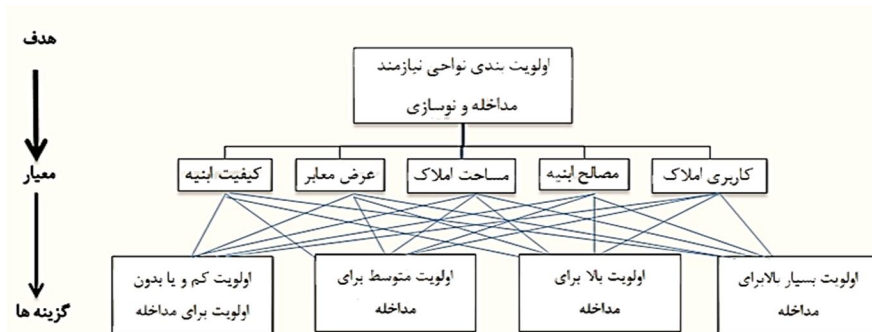 هدف
اولویت بندی نواحی نیازمند
مداخله و نوسازی
معیار
کاربری املاک
مصالح ابنیه
مساحت املاک
عرض معابر
کیفیت ابنیه
گزینه ها
اولویت بسیار بالابرای
مداخله
اولویت بالا برای
مداخله
اولویت متوسط برای
مداخله
اولویت کم و یا بدون
اولویت برای مداخله